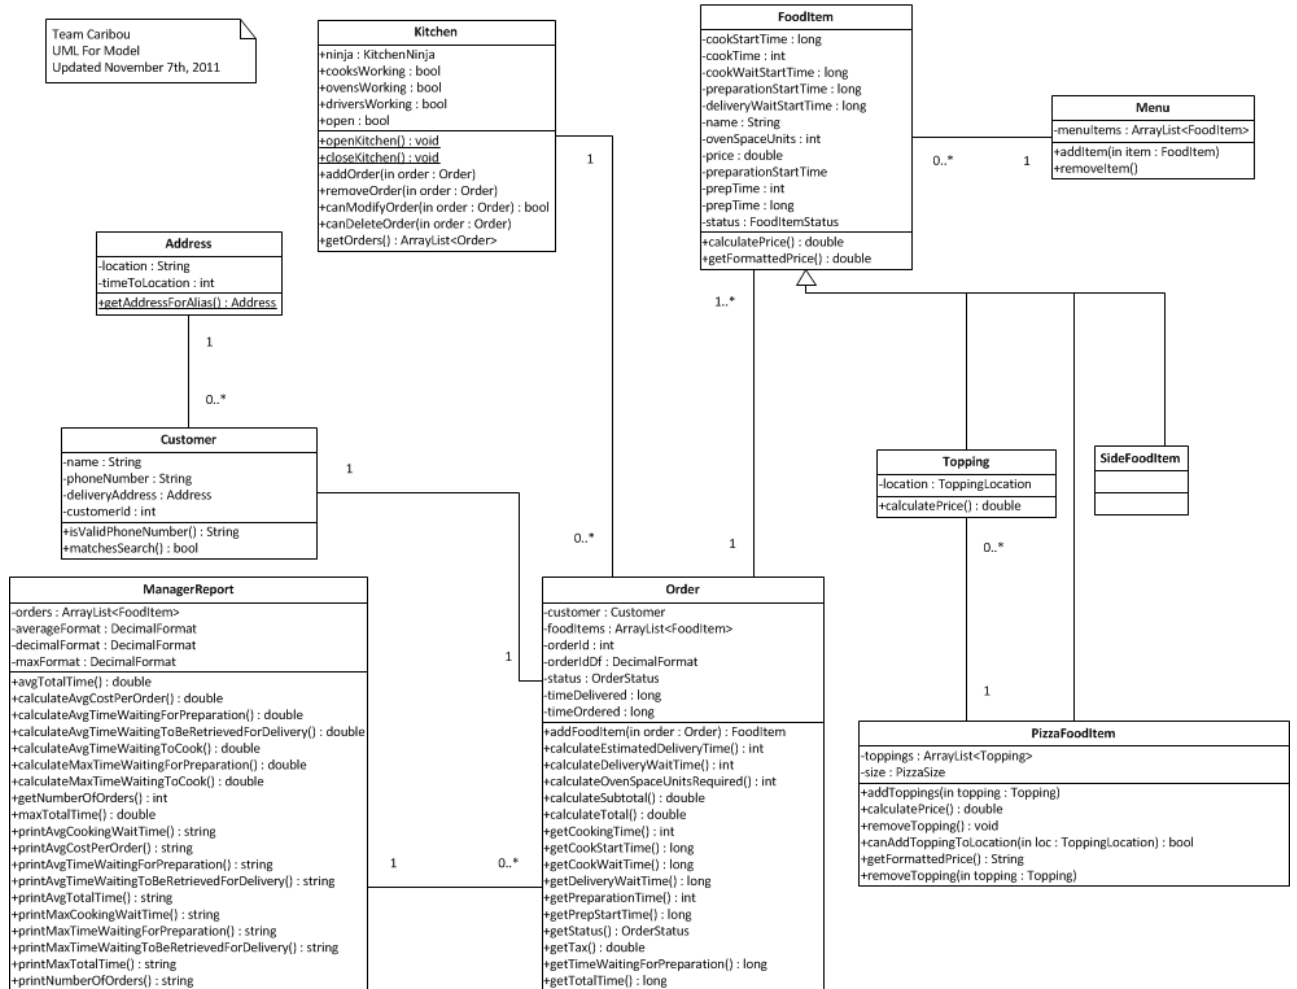 Team Caribou
UML For Model
Updated November 7th, 2011
Kitchen
+ninja : KitchenNinja
+cooksWorking : bool
+ovensWorking : bool
+driversWorking : bool
+open : bool
+openKitchen() : void
+closeKitchen() : void
+addOrder(in order : Order)
+removeOrder(in order : Order)
+canModifyOrder(in order : Order) : bool
+canDeleteOrder(in order : Order)
+getOrders() : ArrayList<Order>
1
0..*
FoodItem
-cookStartTime : long
-cookTime : int
-cookWaitStartTime : long
-preparationStartTime : long
-deliveryWaitStartTime : long
-name : String
-ovenSpaceUnits : int
-price : double
-preparationStartTime
-prepTime : int
-prepTime : long
-status : FoodItemStatus
+calculatePrice() : double
+getFormattedPrice() : double
0..*
1
Menu
-menuItems : ArrayList<FoodItem>
+addItem(in item : FoodItem)
+removeItem()
1..*
1
Address
-location : String
-timeToLocation : int
+getAddressForAlias() : Address
1
0..*
Customer
-name : String
-phoneNumber : String
-deliveryAddress : Address
-customerId : int
+isValidPhoneNumber() : String
+matchesSearch() : bool
1
1
Topping
-location : ToppingLocation
+calculatePrice() : double
0..*
1
SideFoodItem
ManagerReport
-orders : ArrayList<FoodItem>
-averageFormat : DecimalFormat
-decimalFormat : DecimalFormat
-maxFormat : DecimalFormat
+avgTotalTime() : double
+calculateAvgCostPerOrder() : double
+calculateAvgTimeWaitingForPreparation() : double
+calculateAvgTimeWaitingToBeRetrievedForDelivery() : double
+calculateAvgTimeWaitingToCook() : double
+calculateMaxTimeWaitingForPreparation() : double
+calculateMaxTimeWaitingToCook() : double
+getNumberOfOrders() : int
+maxTotalTime() : double
+printAvgCookingWaitTime() : string
+printAvgCostPerOrder() : string
+printAvgTimeWaitingForPreparation() : string
+printAvgTimeWaitingToBeRetrievedForDelivery() : string
+printAvgTotalTime() : string
+printMaxCookingWaitTime() : string
+printMaxTimeWaitingForPreparation() : string
+printMaxTimeWaitingToBeRetrievedForDelivery() : string
+printMaxTotalTime() : string
+printNumberOfOrders() : string
1
0..*
Order
-customer : Customer
-foodItems : ArrayList<FoodItem>
-orderId : int
-orderIdDf : DecimalFormat
-status : OrderStatus
-timeDelivered : long
-timeOrdered : long
+addFoodItem(in order : Order) : FoodItem
+calculateEstimatedDeliveryTime() : int
+calculateDeliveryWaitTime() : int
+calculateOvenSpaceUnitsRequired() : int
+calculateSubtotal() : double
+calculateTotal() : double
+getCookingTime() : int
+getCookStartTime() : long
+getCookWaitTime() : long
+getDeliveryWaitTime() : long
+getPreparationTime() : int
+getPrepStartTime() : long
+getStatus() : OrderStatus
+getTax() : double
+getTimeWaitingForPreparation() : long
+getTotalTime() : long
PizzaFoodItem
-toppings : ArrayList<Topping>
-size : PizzaSize
+addToppings(in topping : Topping)
+calculatePrice() : double
+removeTopping() : void
+canAddToppingToLocation(in loc : ToppingLocation) : bool
+getFormattedPrice() : String
+removeTopping(in topping : Topping)